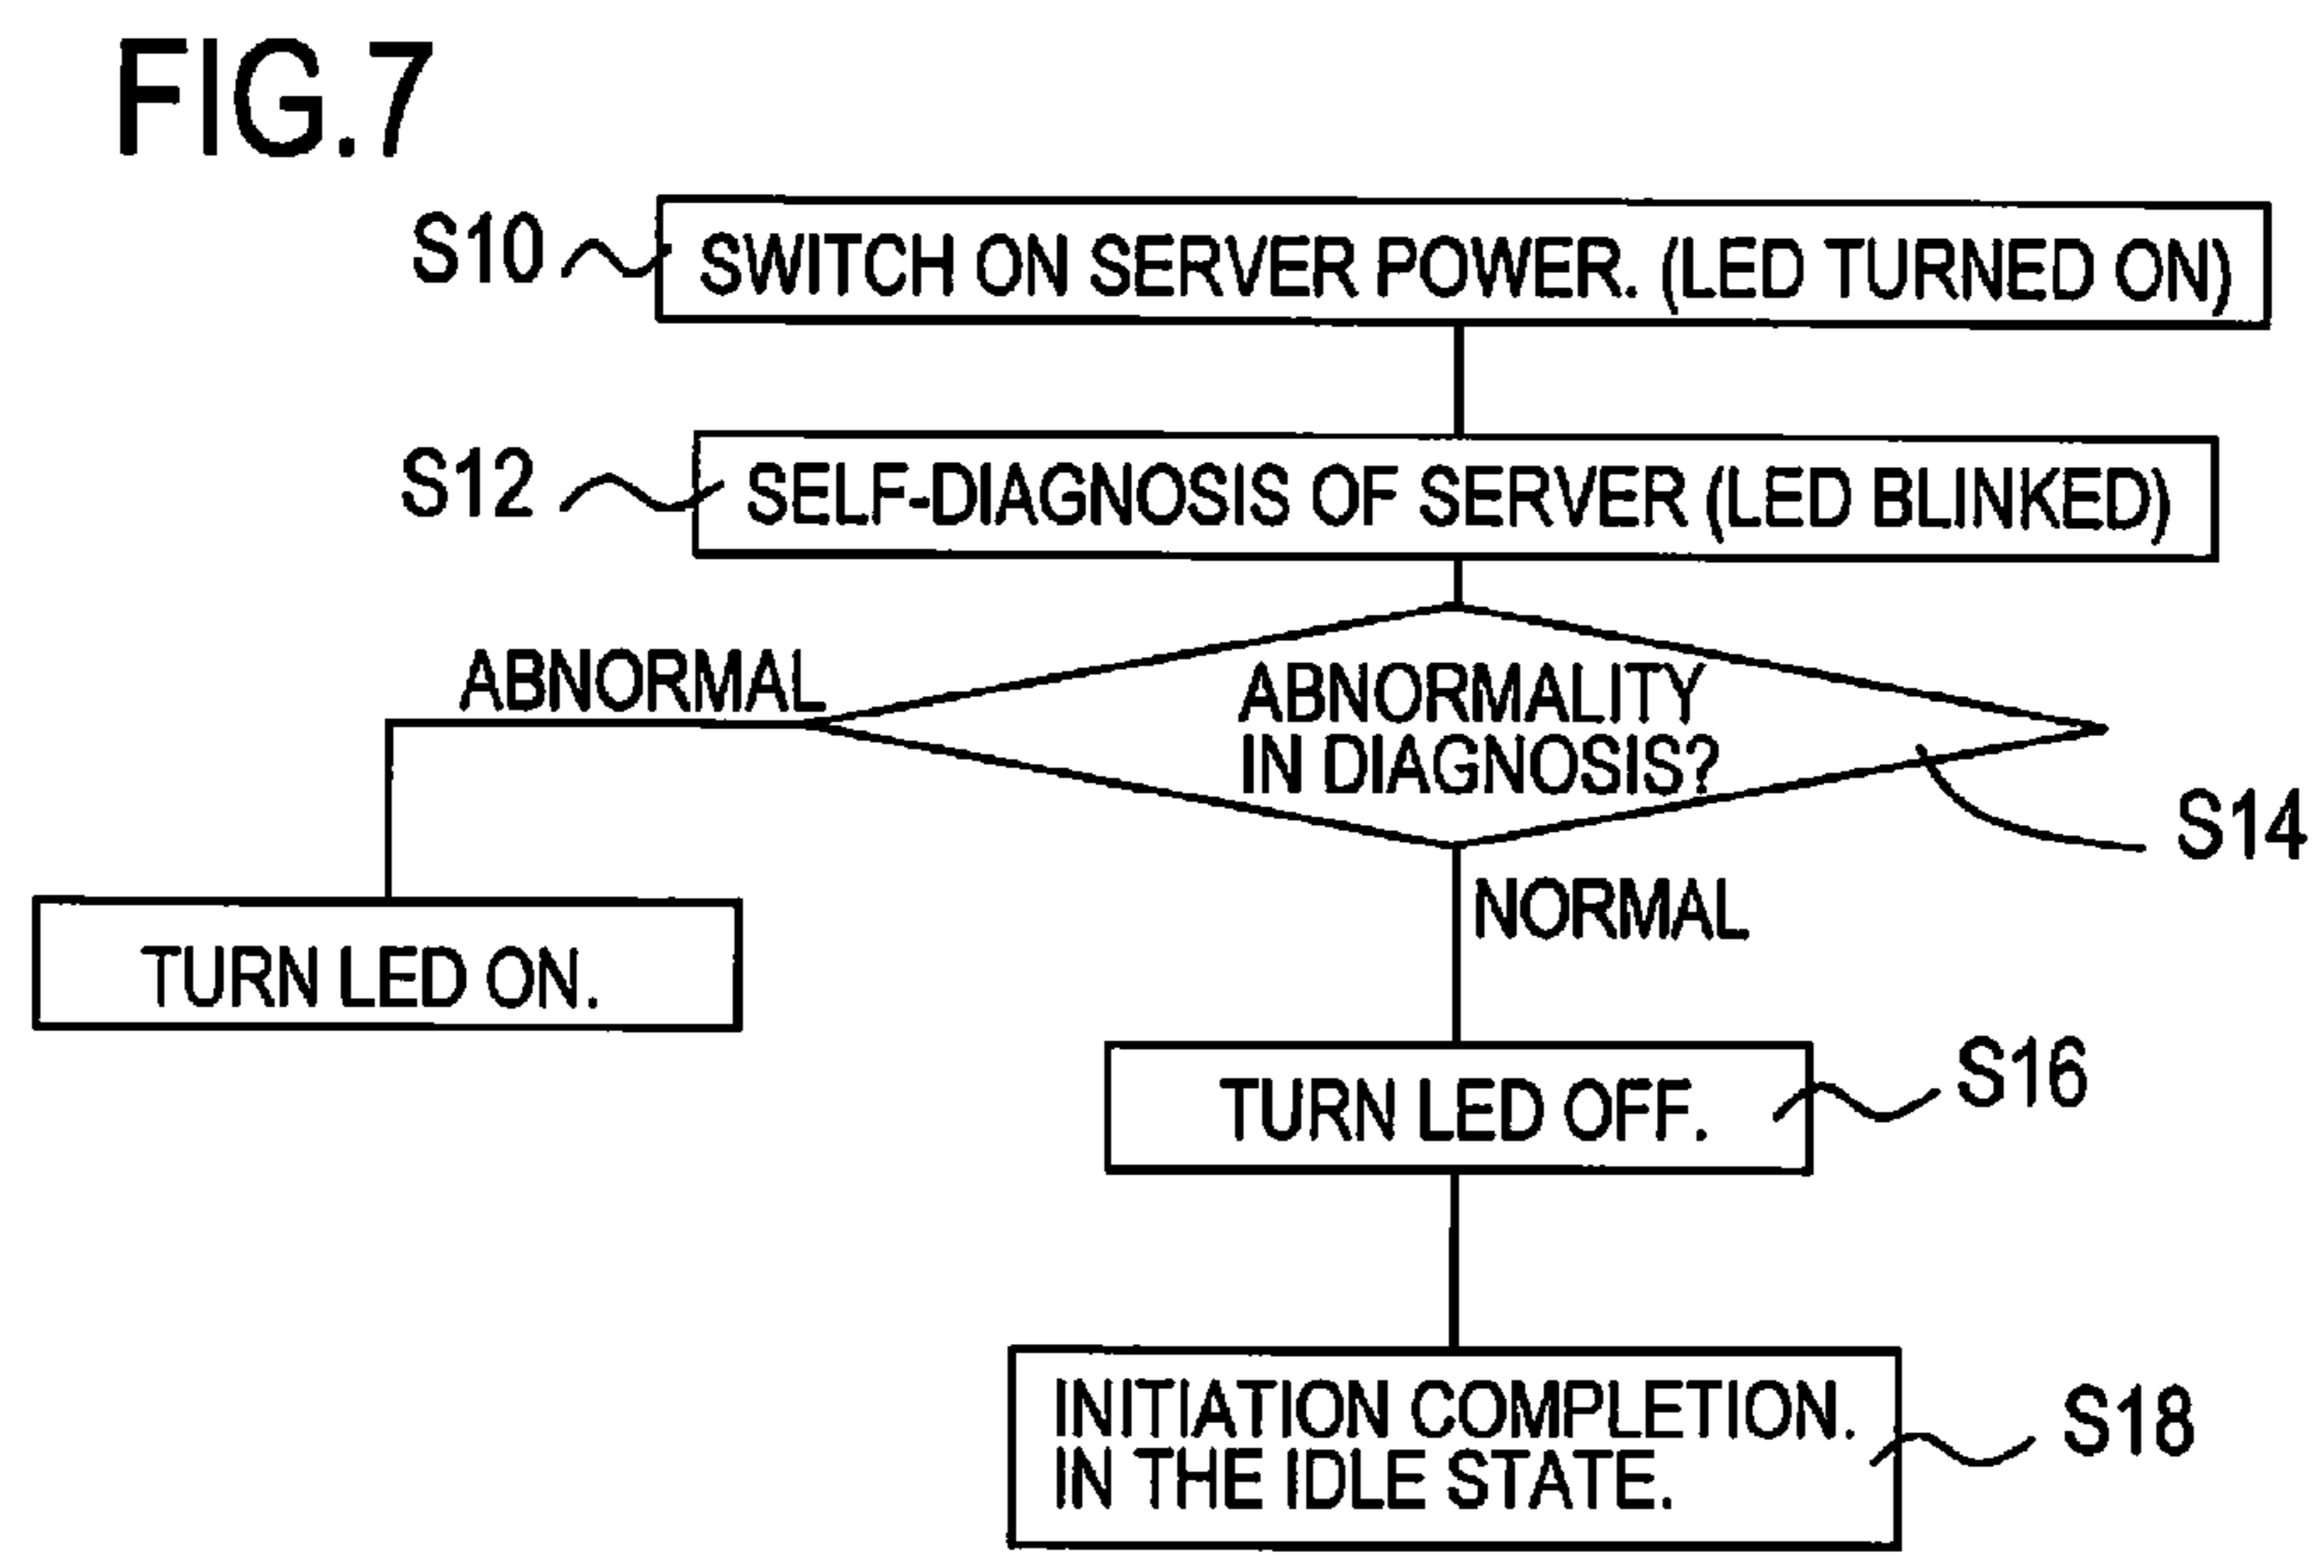 FIG.7
S10
SWITCH ON SERVER POWER. (LED TURNED ON)
S12
SELF-DIAGNOSIS OF SERVER (LED BLINKED)
ABNORMAL
ABNORMALITY
IN DIAGNOSIS?
S14
NORMAL
TURN LED ON.
TURN LED OFF.
S16
INITIATION COMPLETION.
IN THE IDLE STATE.
S18